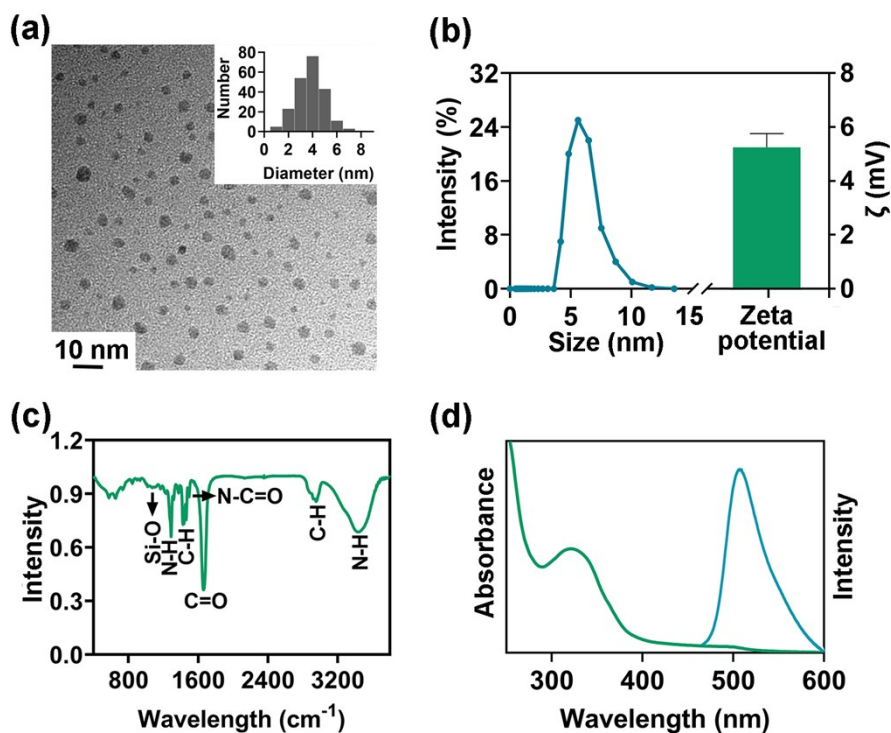 (a)
80
60
40
20
0
Number
0 2 4 6 8
Diameter (nm)
10 nm
(b)
32
24
16
8
0
Intensity (%)
0 5 10 15
Size (nm)
Zeta
potential
8
6
4
2
0
ζ (mV)
(c)
1.2
0.9
0.6
0.3
0.0
Intensity
Si-O
N-H
C-H
N-C=O
C=O
C-H
N-H
800 1600 2400 3200
Wavelength (cm⁻¹)
(d)
Absorbance
Intensity
300 400 500 600
Wavelength (nm)